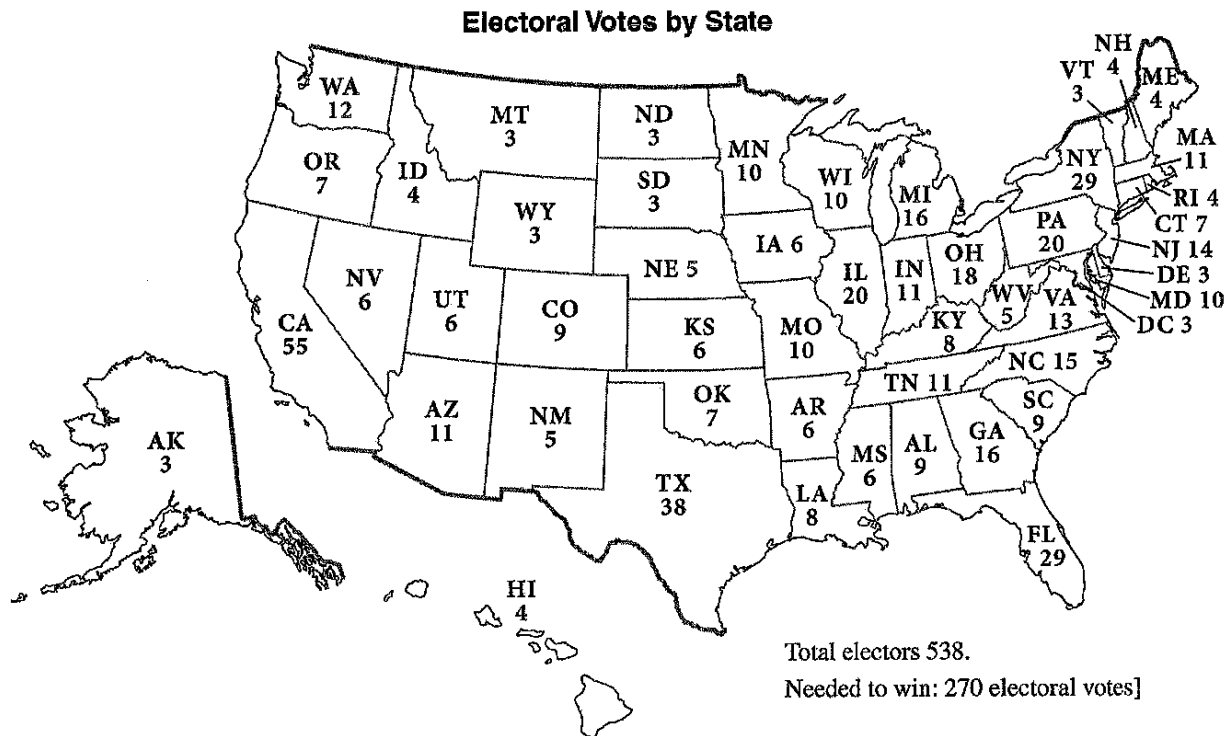 Electoral Votes by State
WA
12
OR
7
CA
55
NV
6
ID
4
MT
3
WY
3
UT
6
AZ
11
CO
9
NM
5
ND
3
SD
3
NE 5
KS
6
OK
7
TX
38
MN
10
IA 6
MO
10
AR
6
LA
8
WI
10
IL
20
MI
16
IN
11
OH
18
KY
8
TN 11
MS
6
AL
9
GA
16
FL
29
SC
9
NC 15
VA
13
WV
5
PA
20
NY
29
VT
3
NH
4
ME
4
MA
11
RI 4
CT 7
NJ 14
DE 3
MD 10
DC 3
AK
3
HI
4
Total electors 538.
Needed to win: 270 electoral votes]